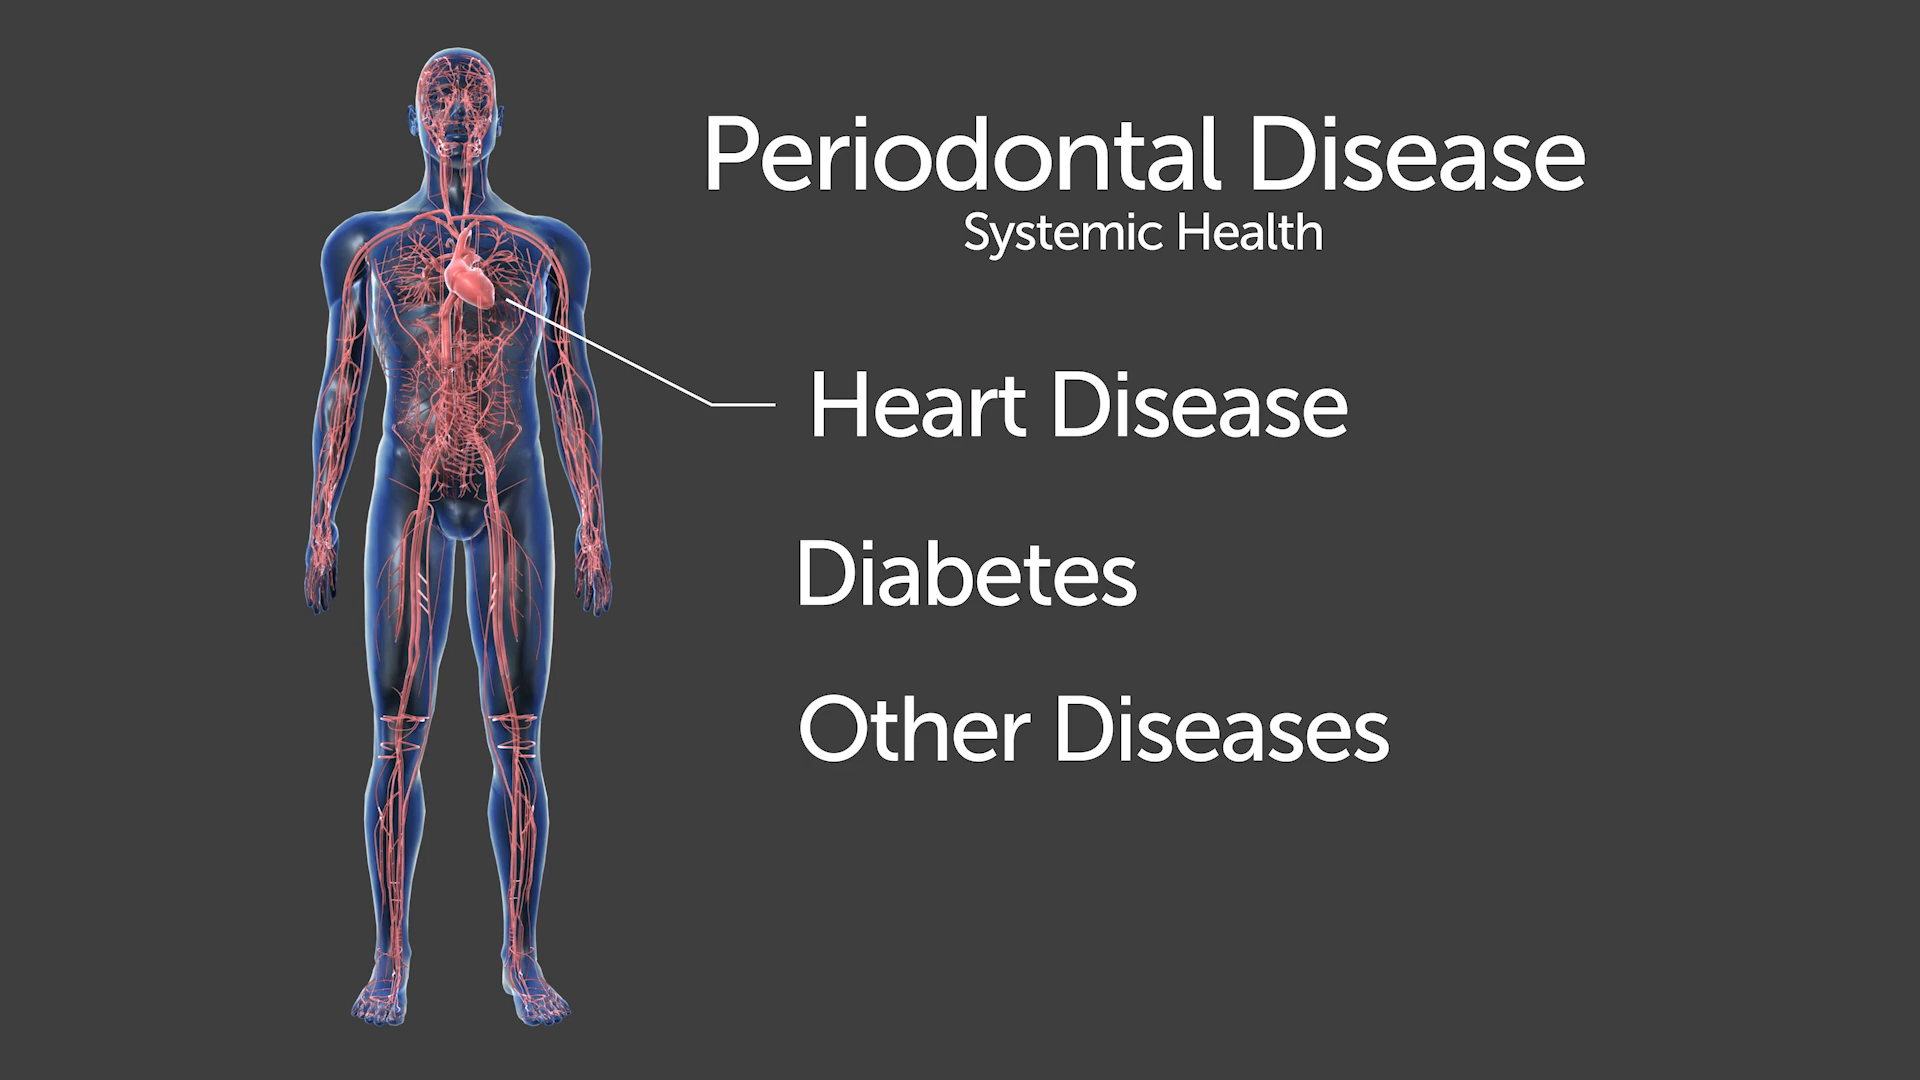 Periodontal Disease
Systemic Health
Heart Disease
Diabetes
Other Diseases